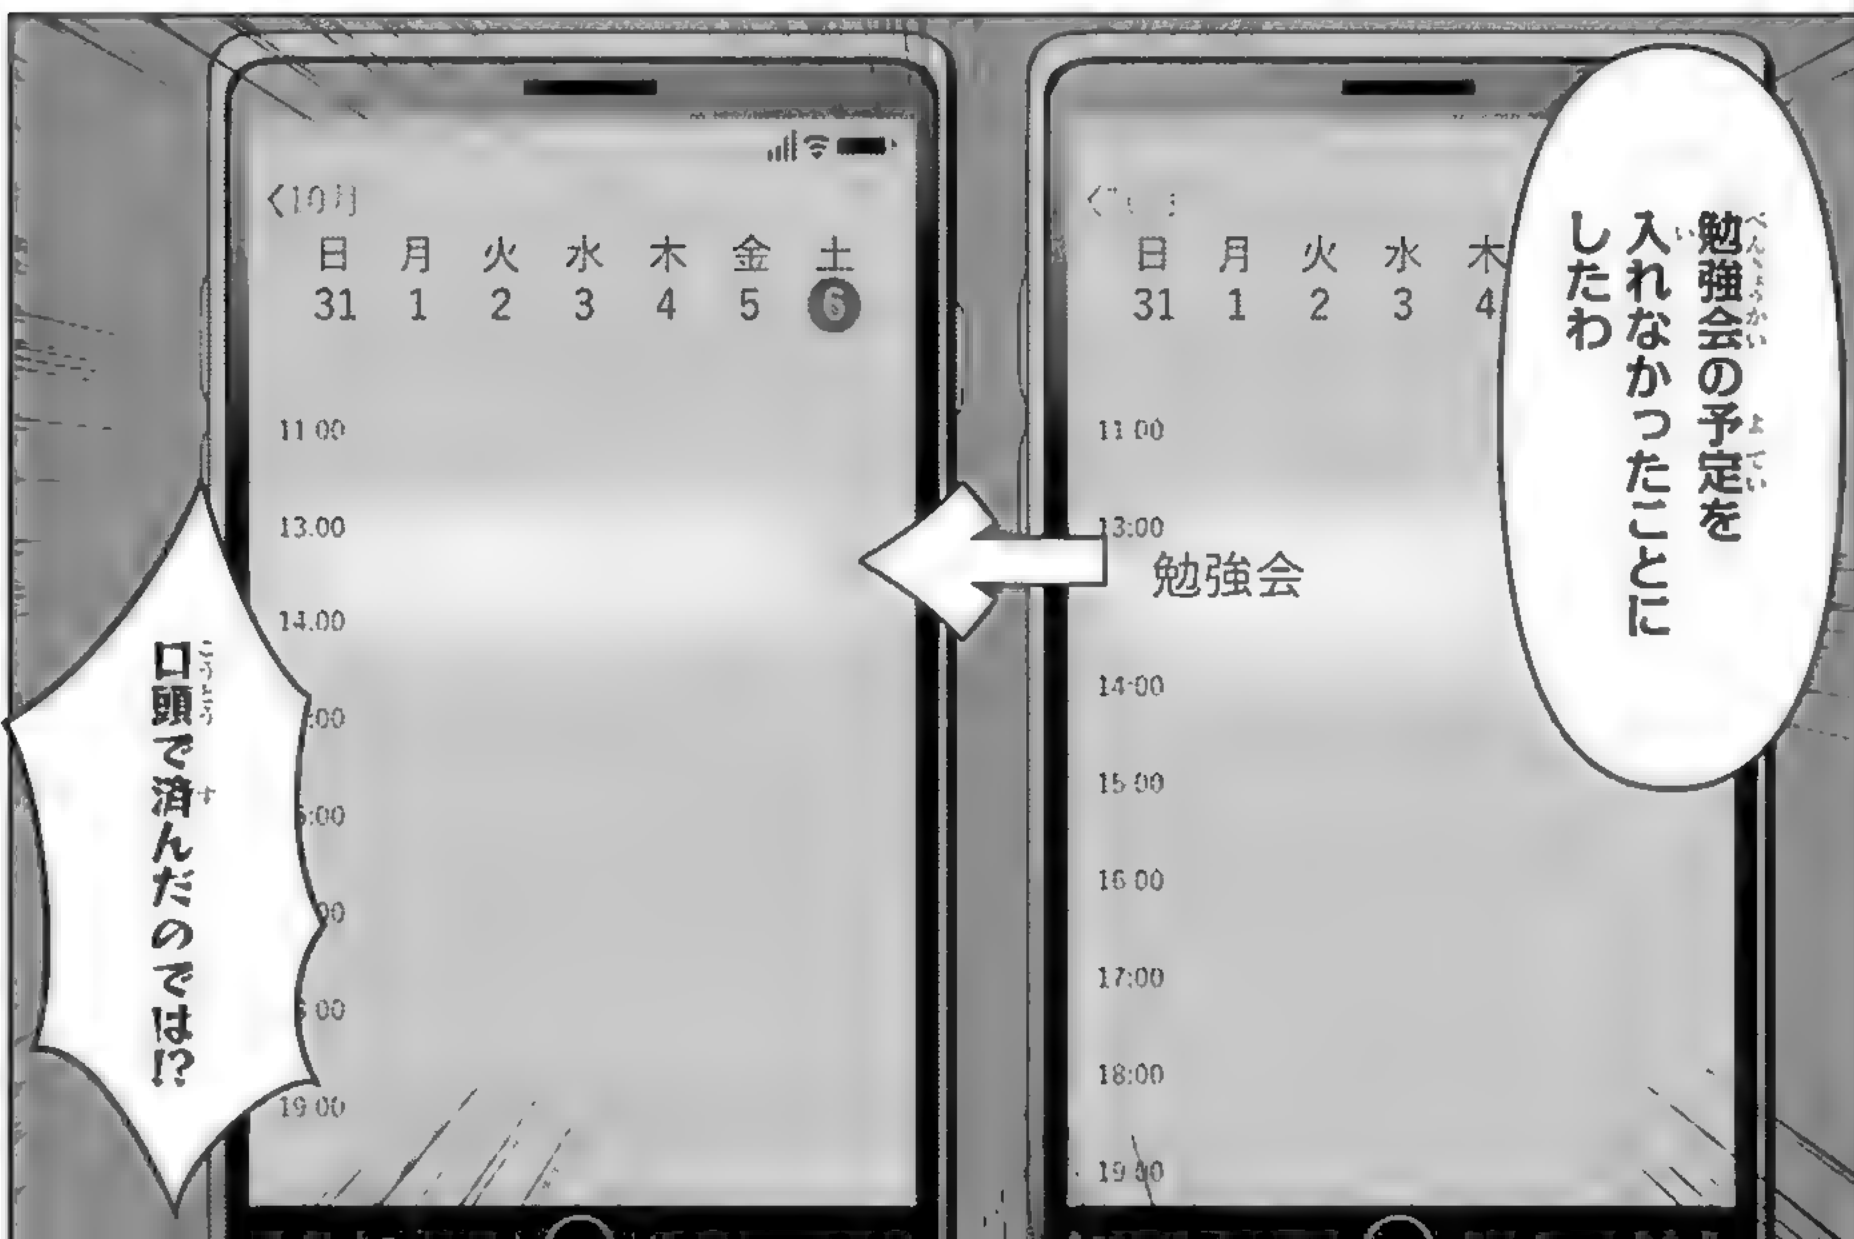 勉強会の予定を
入れなかったことに
したわ
日 月 火 水 木
31 1 2 3 4
11:00
13:00
勉強会
14:00
15:00
16:00
17:00
18:00
19:00
<10月
日 月 火 水 木 金 土
31 1 2 3 4 5 6
11:00
13:00
14:00
19:00
口頭で済んだのでは!?